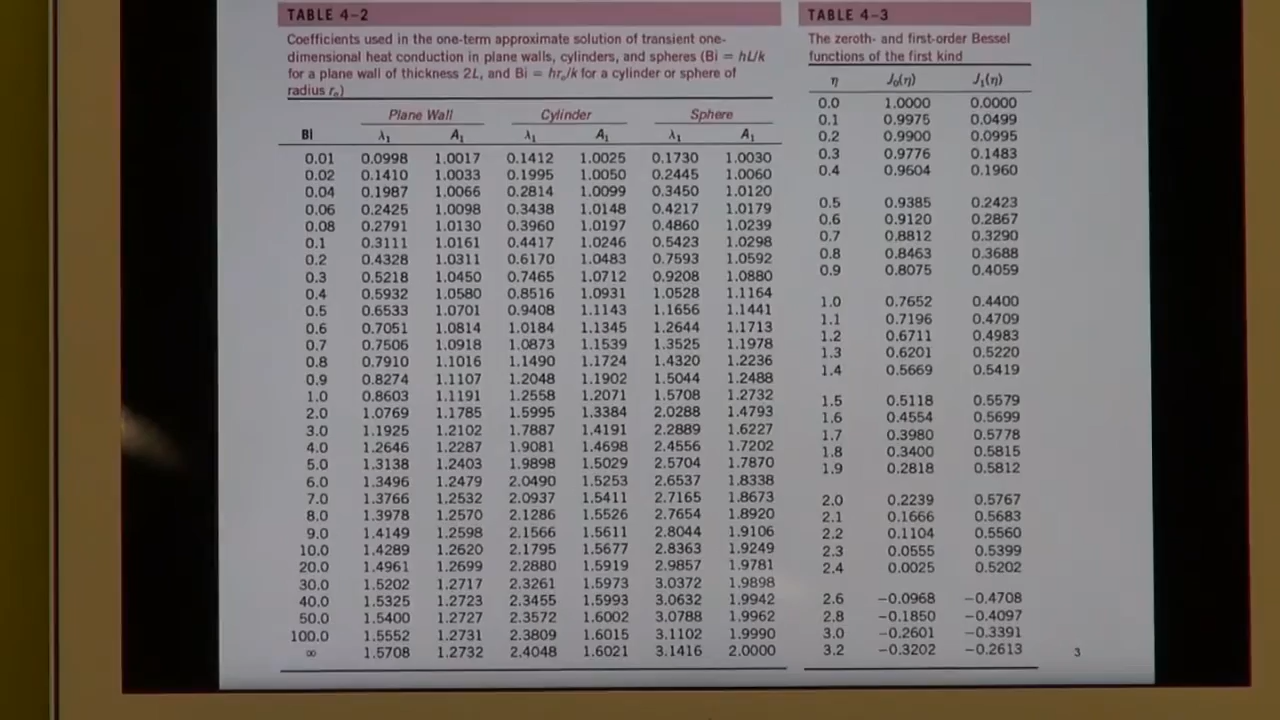 TABLE 4-2
Coefficients used in the one-term approximate solution of transient one-
dimensional heat conduction in plane walls, cylinders, and spheres (Bi = hL/k
for a plane wall of thickness 2L, and Bi = hrₒ/k for a cylinder or sphere of
radius rₒ)
Plane Wall Cylinder Sphere
Bi λ₁ A₁ λ₁ A₁ λ₁ A₁
0.01 0.0998 1.0017 0.1412 1.0025 0.1730 1.0030
0.02 0.1410 1.0033 0.1995 1.0050 0.2445 1.0060
0.04 0.1987 1.0066 0.2814 1.0099 0.3450 1.0120
0.06 0.2425 1.0098 0.3438 1.0148 0.4217 1.0179
0.08 0.2791 1.0130 0.3960 1.0197 0.4860 1.0239
0.1 0.3111 1.0161 0.4417 1.0246 0.5423 1.0298
0.2 0.4328 1.0311 0.6170 1.0483 0.7593 1.0592
0.3 0.5218 1.0450 0.7465 1.0712 0.9208 1.0880
0.4 0.5932 1.0580 0.8516 1.0931 1.0528 1.1164
0.5 0.6533 1.0701 0.9408 1.1143 1.1656 1.1441
0.6 0.7051 1.0814 1.0184 1.1345 1.2644 1.1713
0.7 0.7506 1.0918 1.0873 1.1539 1.3525 1.1978
0.8 0.7910 1.1016 1.1490 1.1724 1.4320 1.2236
0.9 0.8274 1.1107 1.2048 1.1902 1.5044 1.2488
1.0 0.8603 1.1191 1.2558 1.2071 1.5708 1.2732
2.0 1.0769 1.1785 1.5995 1.3384 2.0288 1.4793
3.0 1.1925 1.2102 1.7887 1.4191 2.2889 1.6227
4.0 1.2646 1.2287 1.9081 1.4698 2.4556 1.7202
5.0 1.3138 1.2403 1.9898 1.5029 2.5704 1.7870
6.0 1.3496 1.2479 2.0490 1.5253 2.6537 1.8338
7.0 1.3766 1.2532 2.0937 1.5411 2.7165 1.8673
8.0 1.3978 1.2570 2.1286 1.5526 2.7654 1.8920
9.0 1.4149 1.2598 2.1566 1.5611 2.8044 1.9106
10.0 1.4289 1.2620 2.1795 1.5677 2.8363 1.9249
20.0 1.4961 1.2699 2.2880 1.5919 2.9857 1.9781
30.0 1.5202 1.2717 2.3261 1.5973 3.0372 1.9898
40.0 1.5325 1.2723 2.3455 1.5993 3.0632 1.9942
50.0 1.5400 1.2727 2.3572 1.6002 3.0788 1.9962
100.0 1.5552 1.2731 2.3809 1.6015 3.1102 1.9990
∞ 1.5708 1.2732 2.4048 1.6021 3.1416 2.0000
TABLE 4-3
The zeroth- and first-order Bessel
functions of the first kind
η J₀(η) J₁(η)
0.0 1.0000 0.0000
0.1 0.9975 0.0499
0.2 0.9900 0.0995
0.3 0.9776 0.1483
0.4 0.9604 0.1960
0.5 0.9385 0.2423
0.6 0.9120 0.2867
0.7 0.8812 0.3290
0.8 0.8463 0.3688
0.9 0.8075 0.4059
1.0 0.7652 0.4400
1.1 0.7196 0.4709
1.2 0.6711 0.4983
1.3 0.6201 0.5220
1.4 0.5669 0.5419
1.5 0.5118 0.5579
1.6 0.4554 0.5699
1.7 0.3980 0.5778
1.8 0.3400 0.5815
1.9 0.2818 0.5812
2.0 0.2239 0.5767
2.1 0.1666 0.5683
2.2 0.1104 0.5560
2.3 0.0555 0.5399
2.4 0.0025 0.5202
2.6 −0.0968 −0.4708
2.8 −0.1850 −0.4097
3.0 −0.2601 −0.3391
3.2 −0.3202 −0.2613
3